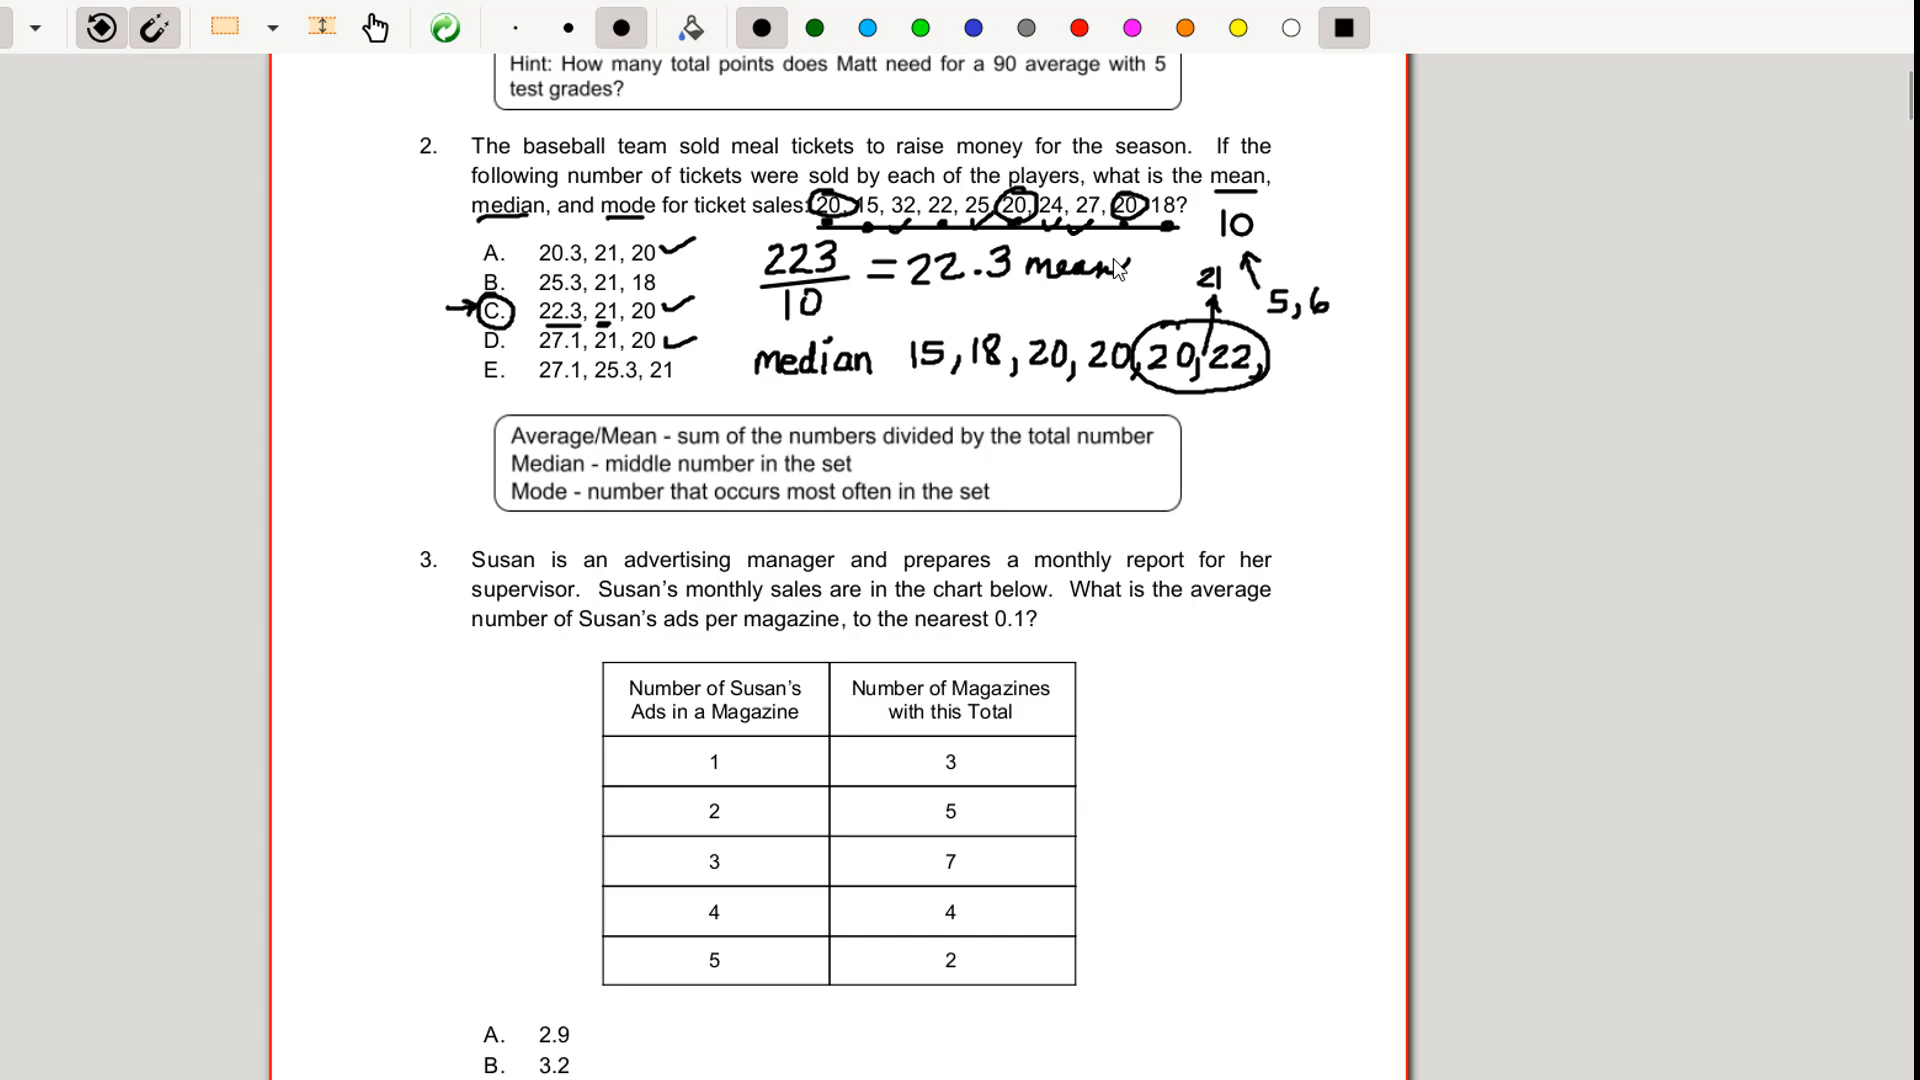 Hint: How many total points does Matt need for a 90 average with 5
test grades?
2. The baseball team sold meal tickets to raise money for the season. If the
following number of tickets were sold by each of the players, what is the mean,
median, and mode for ticket sales: 20, 15, 32, 22, 25, 20, 24, 27, 20, 18?
10
A. 20.3, 21, 20
B. 25.3, 21, 18
C. 22.3, 21, 20
D. 27.1, 21, 20
E. 27.1, 25.3, 21
223
10
= 22.3 mean
21
5, 6
median 15, 18, 20, 20, 20, 22,
Average/Mean - sum of the numbers divided by the total number
Median - middle number in the set
Mode - number that occurs most often in the set
3. Susan is an advertising manager and prepares a monthly report for her
supervisor. Susan's monthly sales are in the chart below. What is the average
number of Susan's ads per magazine, to the nearest 0.1?
Number of Susan's
Ads in a Magazine
Number of Magazines
with this Total
1 3
2 5
3 7
4 4
5 2
A. 2.9
B. 3.2